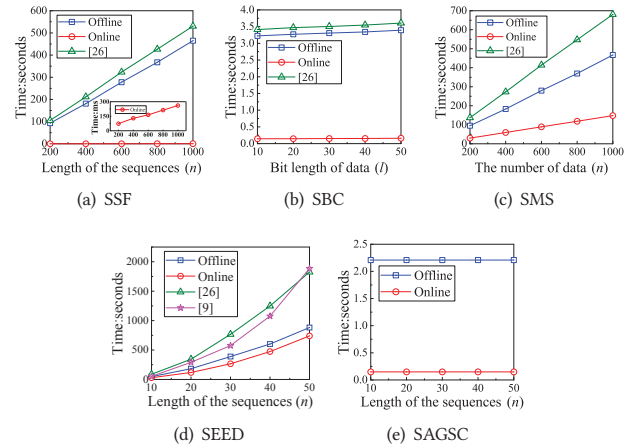 600
500
400
300
200
100
0
Time:seconds
Offline
Online
[26]
Time:ms
300
150
0
Online
200 400 600 800 1000
200 400 600 800 1000
Length of the sequences (n)
(a) SSF
4.0
3.5
3.0
2.5
2.0
1.5
1.0
0.5
0.0
Time:seconds
Offline
Online
[26]
10 20 30 40 50
Bit length of data (l)
(b) SBC
700
600
500
400
300
200
100
0
Time:seconds
Offline
Online
[26]
200 400 600 800 1000
The number of data (n)
(c) SMS
2000
1500
1000
500
0
Time:seconds
Offline
Online
[26]
[9]
10 20 30 40 50
Length of the sequences (n)
(d) SEED
2.5
2.0
1.5
1.0
0.5
0.0
Time:seconds
Offline
Online
10 20 30 40 50
Length of the sequences (n)
(e) SAGSC